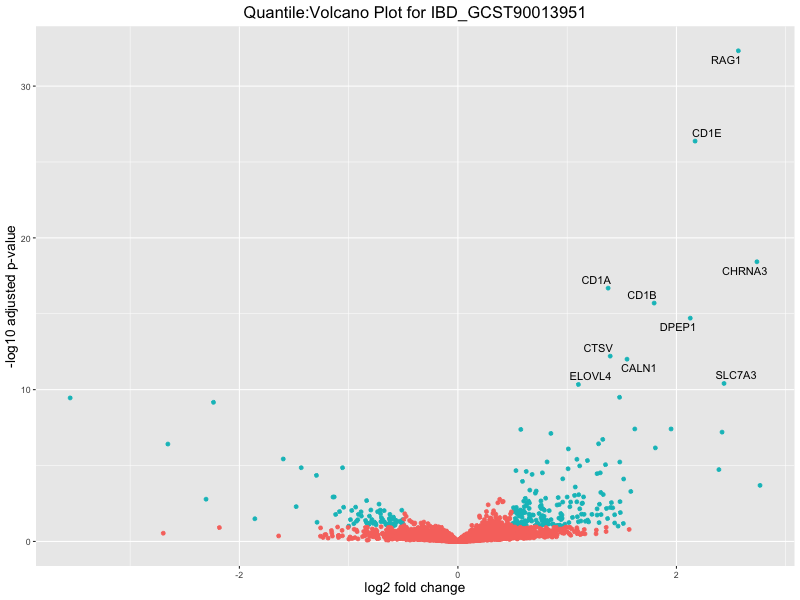 Quantile:Volcano Plot for IBD_GCST90013951
RAG1
30
CD1E
20
CHRNA3
CD1A
CD1B
DPEP1
CTSV
CALN1
ELOVL4
SLC7A3
10
0
-log10 adjusted p-value
-2
0
2
log2 fold change